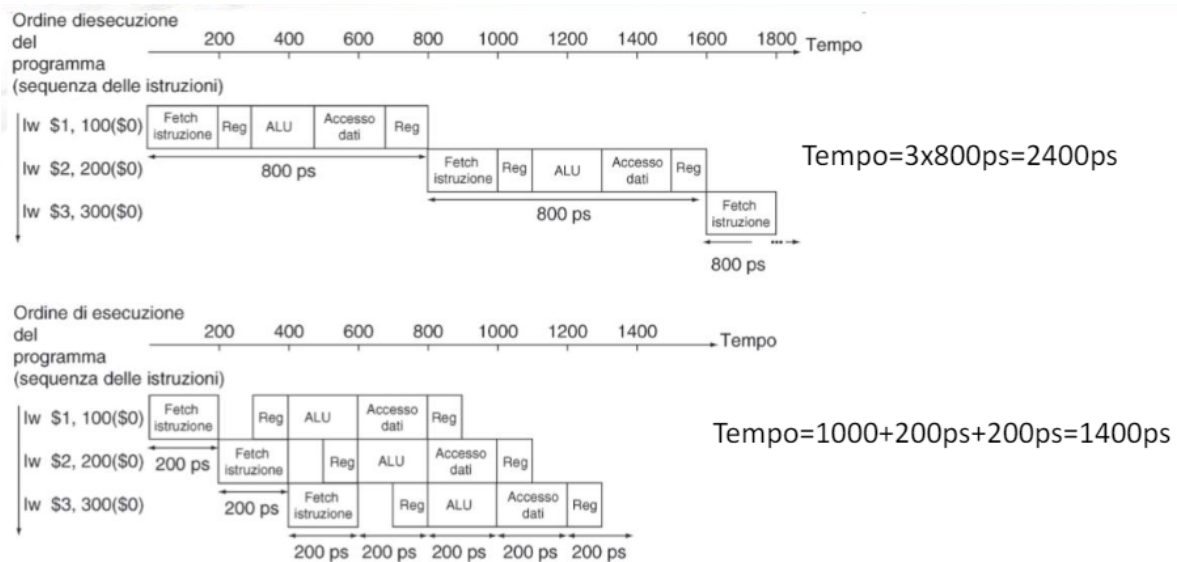 Ordine diesecuzione
del
programma
(sequenza delle istruzioni)
200 400 600 800 1000 1200 1400 1600 1800 Tempo
lw $1, 100($0)
Fetch istruzione Reg ALU Accesso dati Reg
800 ps
lw $2, 200($0)
Fetch istruzione Reg ALU Accesso dati Reg
800 ps
lw $3, 300($0)
Fetch istruzione
...
800 ps
Tempo=3x800ps=2400ps
Ordine di esecuzione
del
programma
(sequenza delle istruzioni)
200 400 600 800 1000 1200 1400 Tempo
lw $1, 100($0)
Fetch istruzione Reg ALU Accesso dati Reg
200 ps
lw $2, 200($0)
Fetch istruzione Reg ALU Accesso dati Reg
200 ps
lw $3, 300($0)
Fetch istruzione Reg ALU Accesso dati Reg
200 ps 200 ps 200 ps 200 ps 200 ps
Tempo=1000+200ps+200ps=1400ps